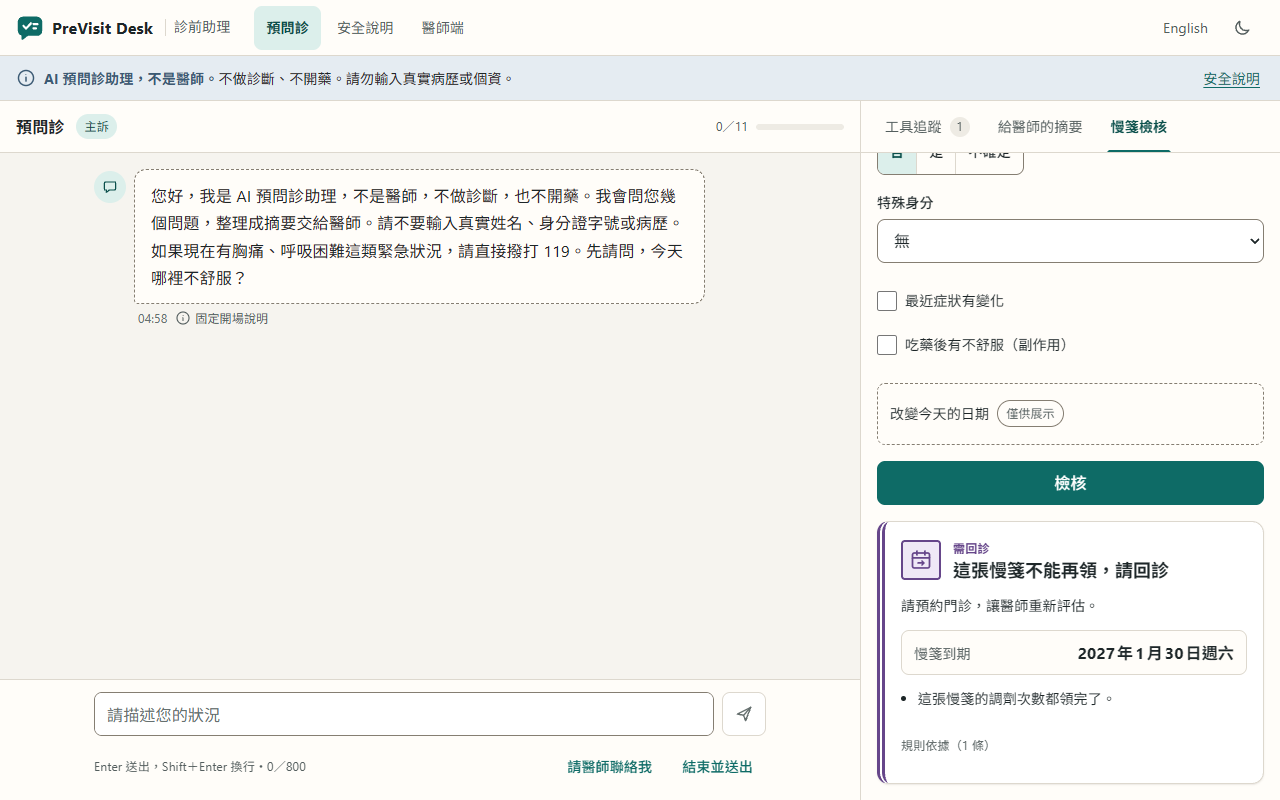 PreVisit Desk 診前助理 預問診 安全說明 醫師端 English
AI 預問診助理，不是醫師。不做診斷、不開藥。請勿輸入真實病歷或個資。 安全說明
預問診 主訴 0／11
您好，我是 AI 預問診助理，不是醫師，不做診斷，也不開藥。我會問您幾
個問題，整理成摘要交給醫師。請不要輸入真實姓名、身分證字號或病歷。
如果現在有胸痛、呼吸困難這類緊急狀況，請直接撥打 119。先請問，今天
哪裡不舒服？
04:58 固定開場說明
請描述您的狀況
Enter 送出，Shift＋Enter 換行・0／800 請醫師聯絡我 結束並送出
工具追蹤 1 給醫師的摘要 慢箋檢核
否 是 不確定
特殊身分
無
最近症狀有變化
吃藥後有不舒服（副作用）
改變今天的日期 僅供展示
檢核
需回診
這張慢箋不能再領，請回診
請預約門診，讓醫師重新評估。
慢箋到期 2027 年 1 月 30 日週六
• 這張慢箋的調劑次數都領完了。
規則依據（1 條）